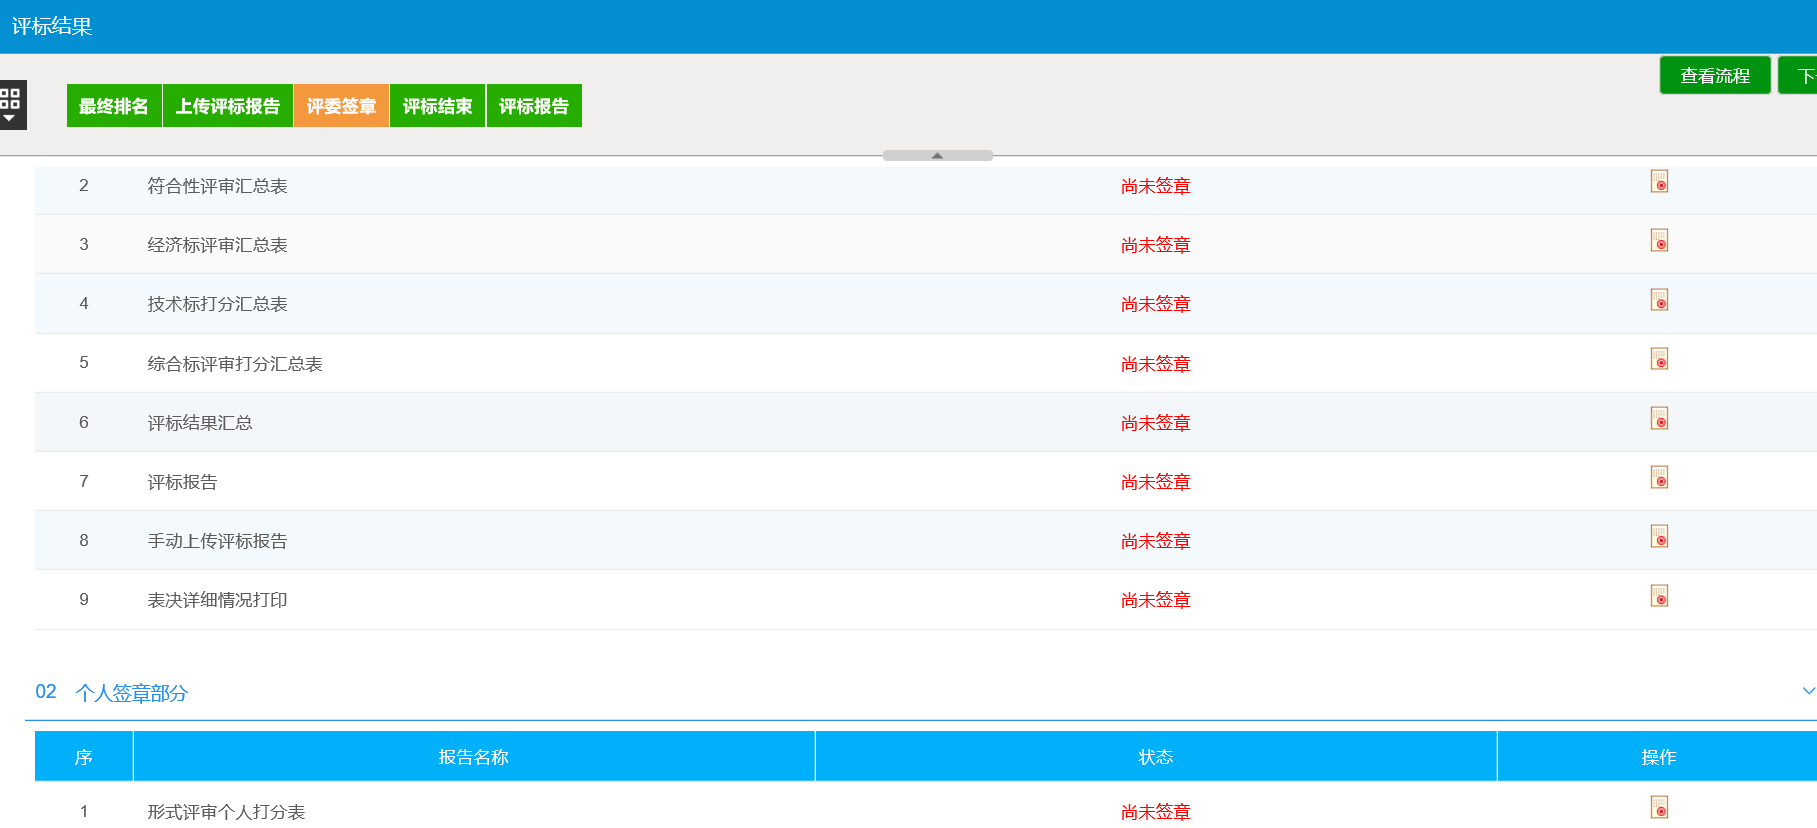 评标结果
查看流程
最终排名 上传评标报告 评委签章 评标结束 评标报告
2 符合性评审汇总表 尚未签章
3 经济标评审汇总表 尚未签章
4 技术标打分汇总表 尚未签章
5 综合标评审打分汇总表 尚未签章
6 评标结果汇总 尚未签章
7 评标报告 尚未签章
8 手动上传评标报告 尚未签章
9 表决详细情况打印 尚未签章
02 个人签章部分
序 报告名称 状态 操作
1 形式评审个人打分表 尚未签章